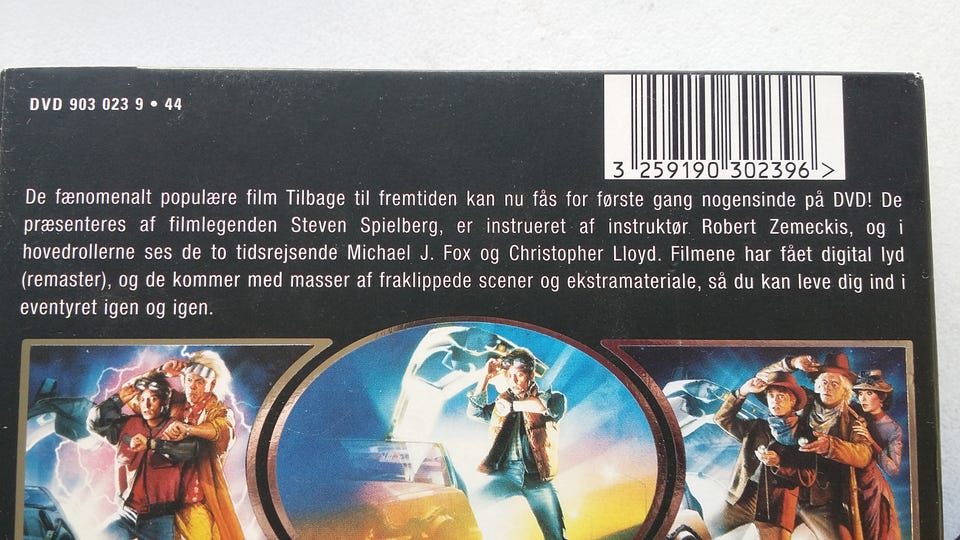 DVD 903 023 9 • 44
3 259190 302396 >
De fænomenalt populære film Tilbage til fremtiden kan nu fås for første gang nogensinde på DVD! De
præsenteres af filmlegenden Steven Spielberg, er instrueret af instruktør Robert Zemeckis, og i
hovedrollerne ses de to tidsrejsende Michael J. Fox og Christopher Lloyd. Filmene har fået digital lyd
(remaster), og de kommer med masser af fraklippede scener og ekstramateriale, så du kan leve dig ind i
eventyret igen og igen.